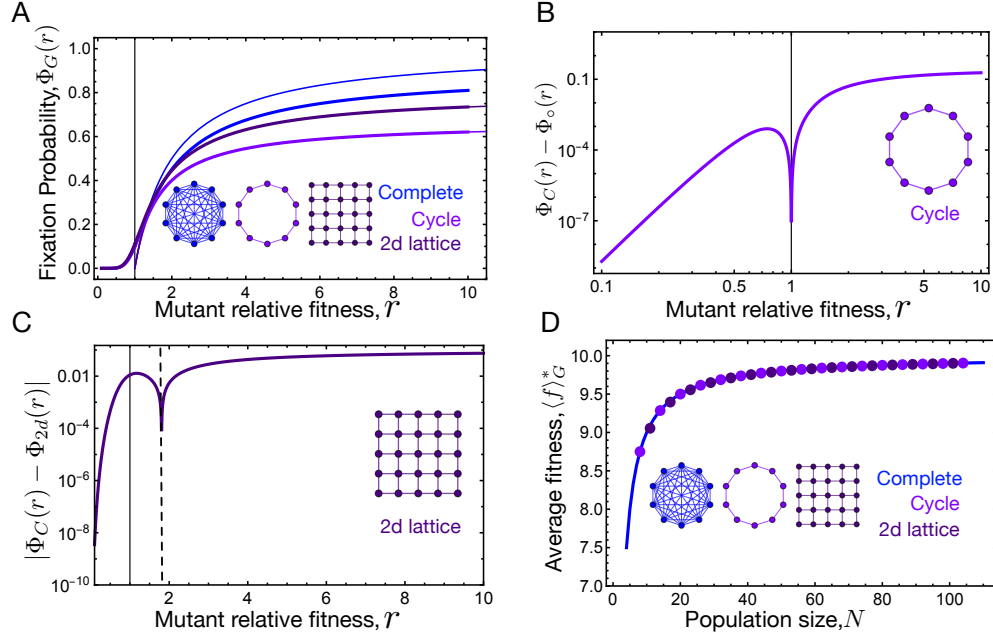 A
Fixation Probability, Φ_G(r)
1.0
0.8
0.6
0.4
0.2
0.0
0 2 4 6 8 10
Mutant relative fitness, r
Complete
Cycle
2d lattice
B
Φ_C(r) − Φ_○(r)
0.1
10⁻⁴
10⁻⁷
0.1 0.5 1 5 10
Mutant relative fitness, r
Cycle
C
|Φ_C(r) − Φ_2d(r)|
0.01
10⁻⁴
10⁻⁶
10⁻⁸
10⁻¹⁰
2 4 6 8 10
Mutant relative fitness, r
2d lattice
D
Average fitness, ⟨f⟩*_G
10.0
9.5
9.0
8.5
8.0
7.5
7.0
0 20 40 60 80 100
Population size, N
Complete
Cycle
2d lattice